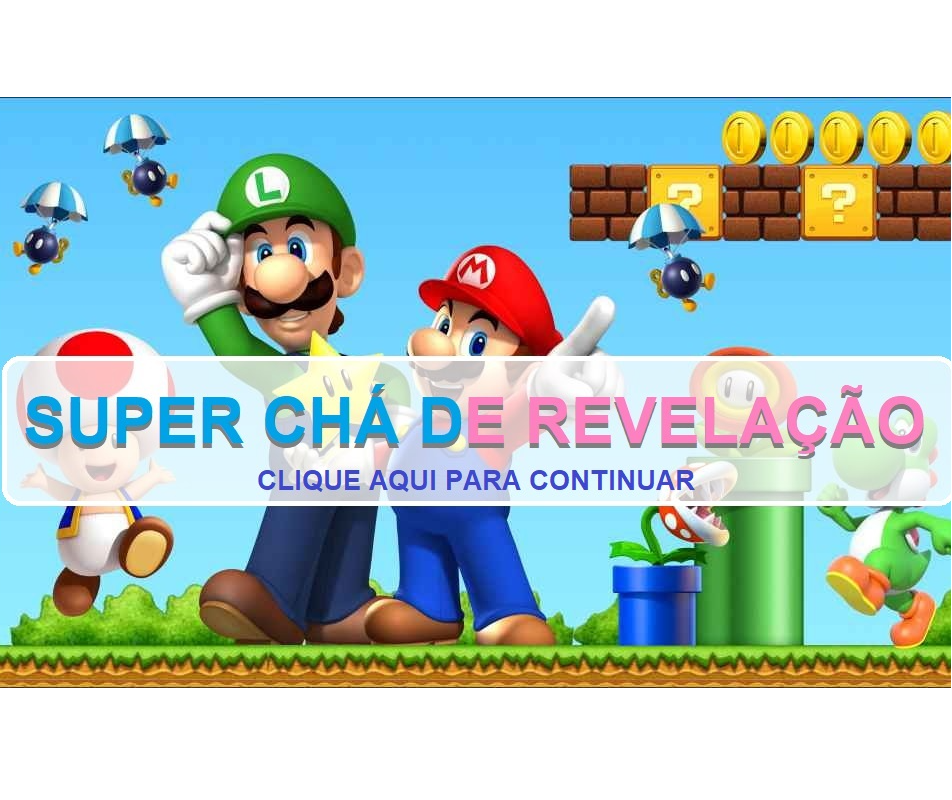 L
M
? ?
SUPER CHÁ DE REVELAÇÃO
CLIQUE AQUI PARA CONTINUAR